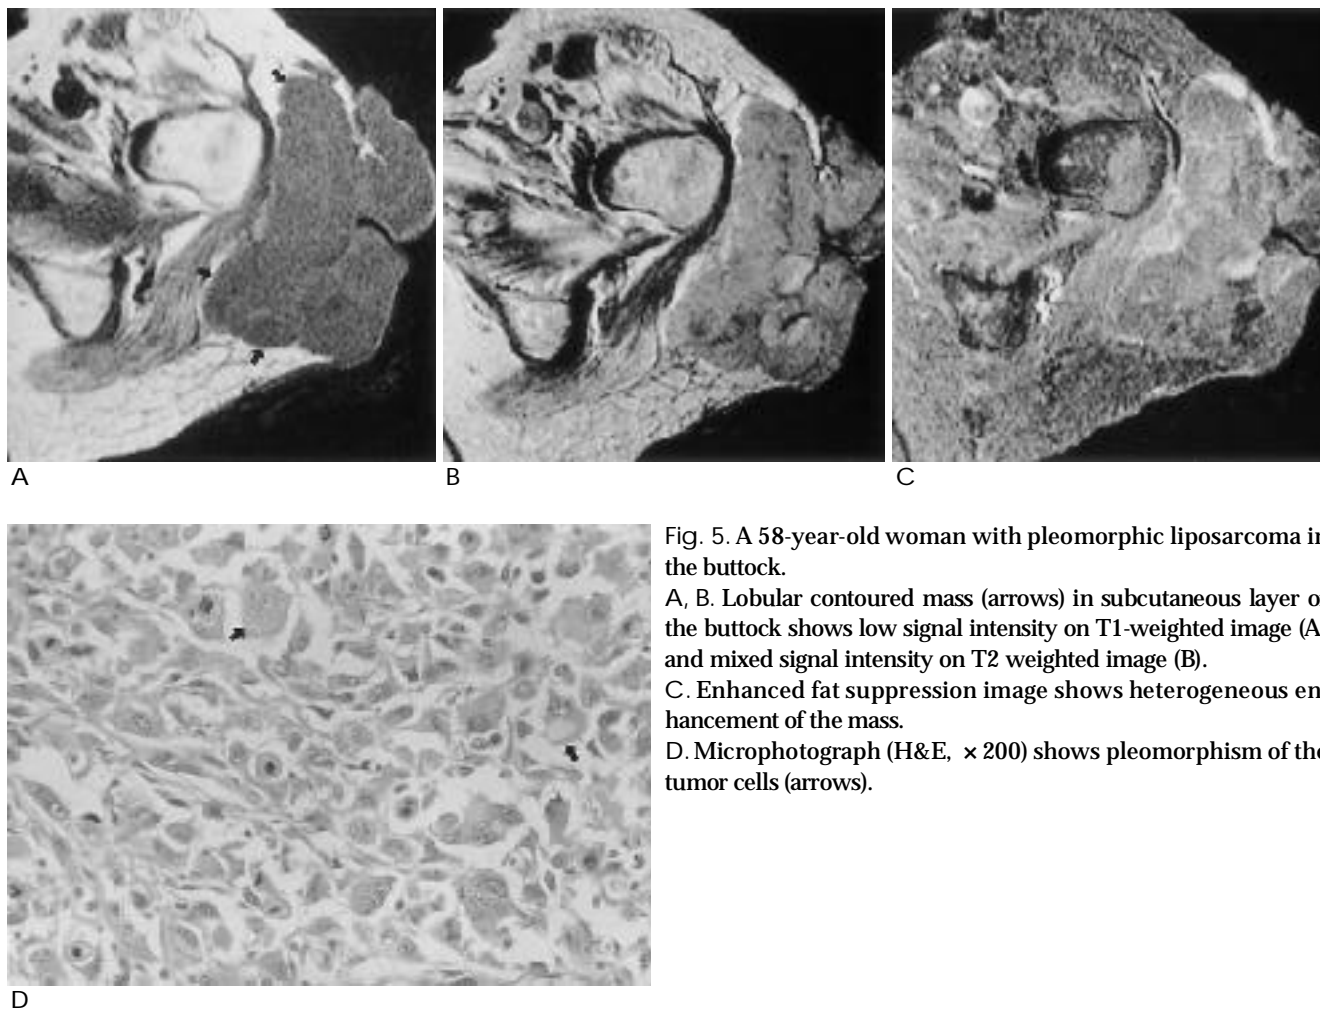 A
B
C
Fig. 5. A 58-year-old woman with pleomorphic liposarcoma in
the buttock.
A, B. Lobular contoured mass (arrows) in subcutaneous layer o
the buttock shows low signal intensity on T1-weighted image (A
and mixed signal intensity on T2 weighted image (B).
C. Enhanced fat suppression image shows heterogeneous en
hancement of the mass.
D. Microphotograph (H&E, × 200) shows pleomorphism of the
tumor cells (arrows).
D